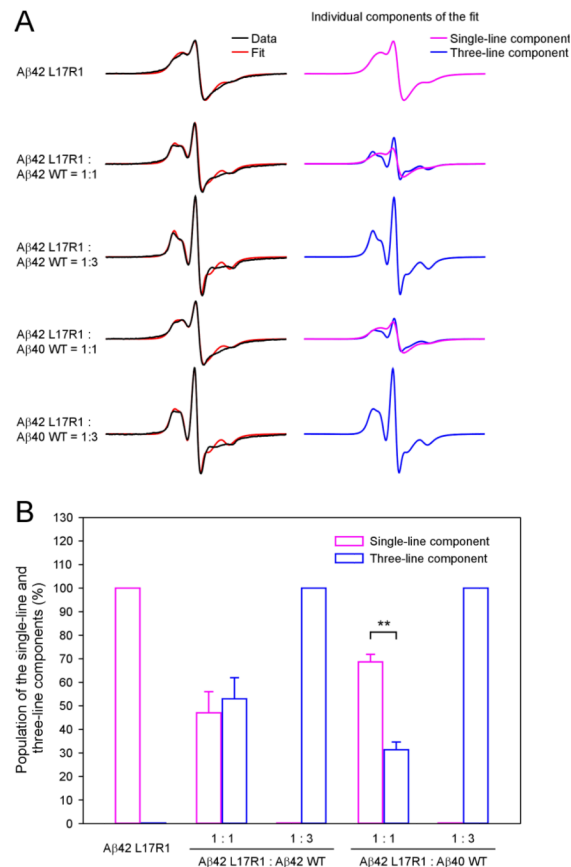 A
Individual components of the fit
Data
Fit
Single-line component
Three-line component
Aβ42 L17R1
Aβ42 L17R1 :
Aβ42 WT = 1:1
Aβ42 L17R1 :
Aβ42 WT = 1:3
Aβ42 L17R1 :
Aβ40 WT = 1:1
Aβ42 L17R1 :
Aβ40 WT = 1:3
B
Population of the single-line and
three-line components (%)
130
120
110
100
90
80
70
60
50
40
30
20
10
0
Single-line component
Three-line component
**
Aβ42 L17R1
1 : 1
1 : 3
1 : 1
1 : 3
Aβ42 L17R1 : Aβ42 WT
Aβ42 L17R1 : Aβ40 WT